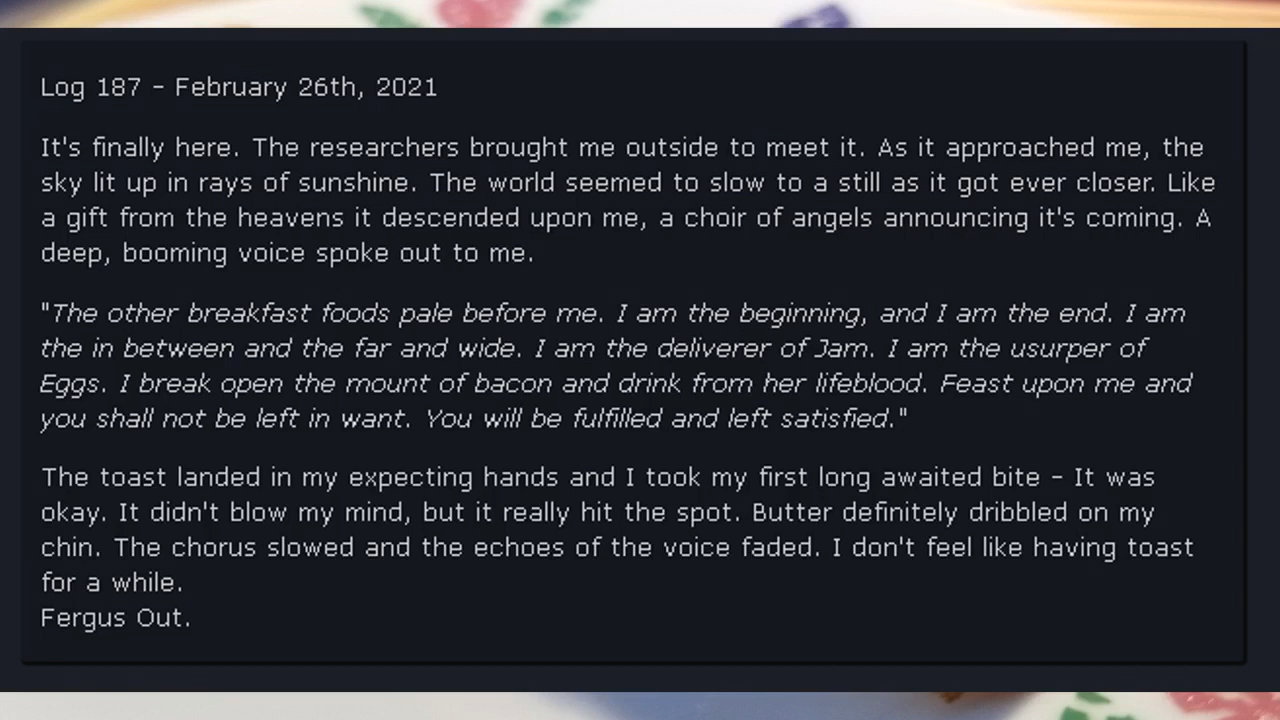 Log 187 – February 26th, 2021
It's finally here. The researchers brought me outside to meet it. As it approached me, the
sky lit up in rays of sunshine. The world seemed to slow to a still as it got ever closer. Like
a gift from the heavens it descended upon me, a choir of angels announcing it's coming. A
deep, booming voice spoke out to me.
"The other breakfast foods pale before me. I am the beginning, and I am the end. I am
the in between and the far and wide. I am the deliverer of Jam. I am the usurper of
Eggs. I break open the mount of bacon and drink from her lifeblood. Feast upon me and
you shall not be left in want. You will be fulfilled and left satisfied."
The toast landed in my expecting hands and I took my first long awaited bite – It was
okay. It didn't blow my mind, but it really hit the spot. Butter definitely dribbled on my
chin. The chorus slowed and the echoes of the voice faded. I don't feel like having toast
for a while.
Fergus Out.